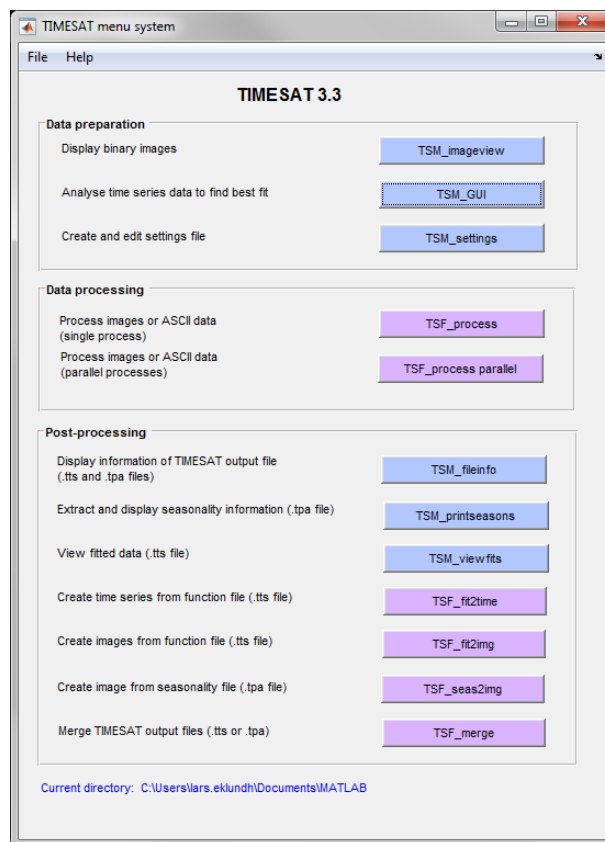 TIMESAT menu system
File Help
TIMESAT 3.3
Data preparation
Display binary images TSM_imageview
Analyse time series data to find best fit TSM_GUI
Create and edit settings file TSM_settings
Data processing
Process images or ASCII data
(single process) TSF_process
Process images or ASCII data
(parallel processes) TSF_process parallel
Post-processing
Display information of TIMESAT output file
(.tts and .tpa files) TSM_fileinfo
Extract and display seasonality information (.tpa file) TSM_printseasons
View fitted data (.tts file) TSM_viewfits
Create time series from function file (.tts file) TSF_fit2time
Create images from function file (.tts file) TSF_fit2img
Create image from seasonality file (.tpa file) TSF_seas2img
Merge TIMESAT output files (.tts or .tpa) TSF_merge
Current directory: C:\Users\lars.eklundh\Documents\MATLAB